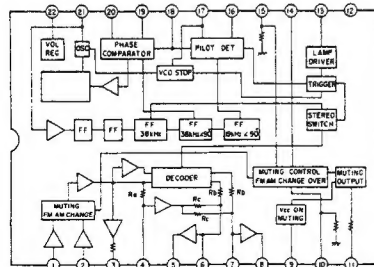 22 21 20 19 18 17 16 15 14 13 12
VOL REG
OSC
PHASE COMPARATOR
VCO STOP
PILOT DET
LAMP DRIVER
TRIGGER
STEREO SWITCH
FF
FF
FF 38kHz
FF 38kHz<90°
FF 19kHz<90°
DECODER
Ra
Rb
Rb
Rc
Rc
MUTING FM AM CHANGE
MUTING CONTROL FM AM CHANGE OVER
MUTING OUTPUT
Vcc ON MUTING
1 2 3 4 5 6 7 8 9 10 11